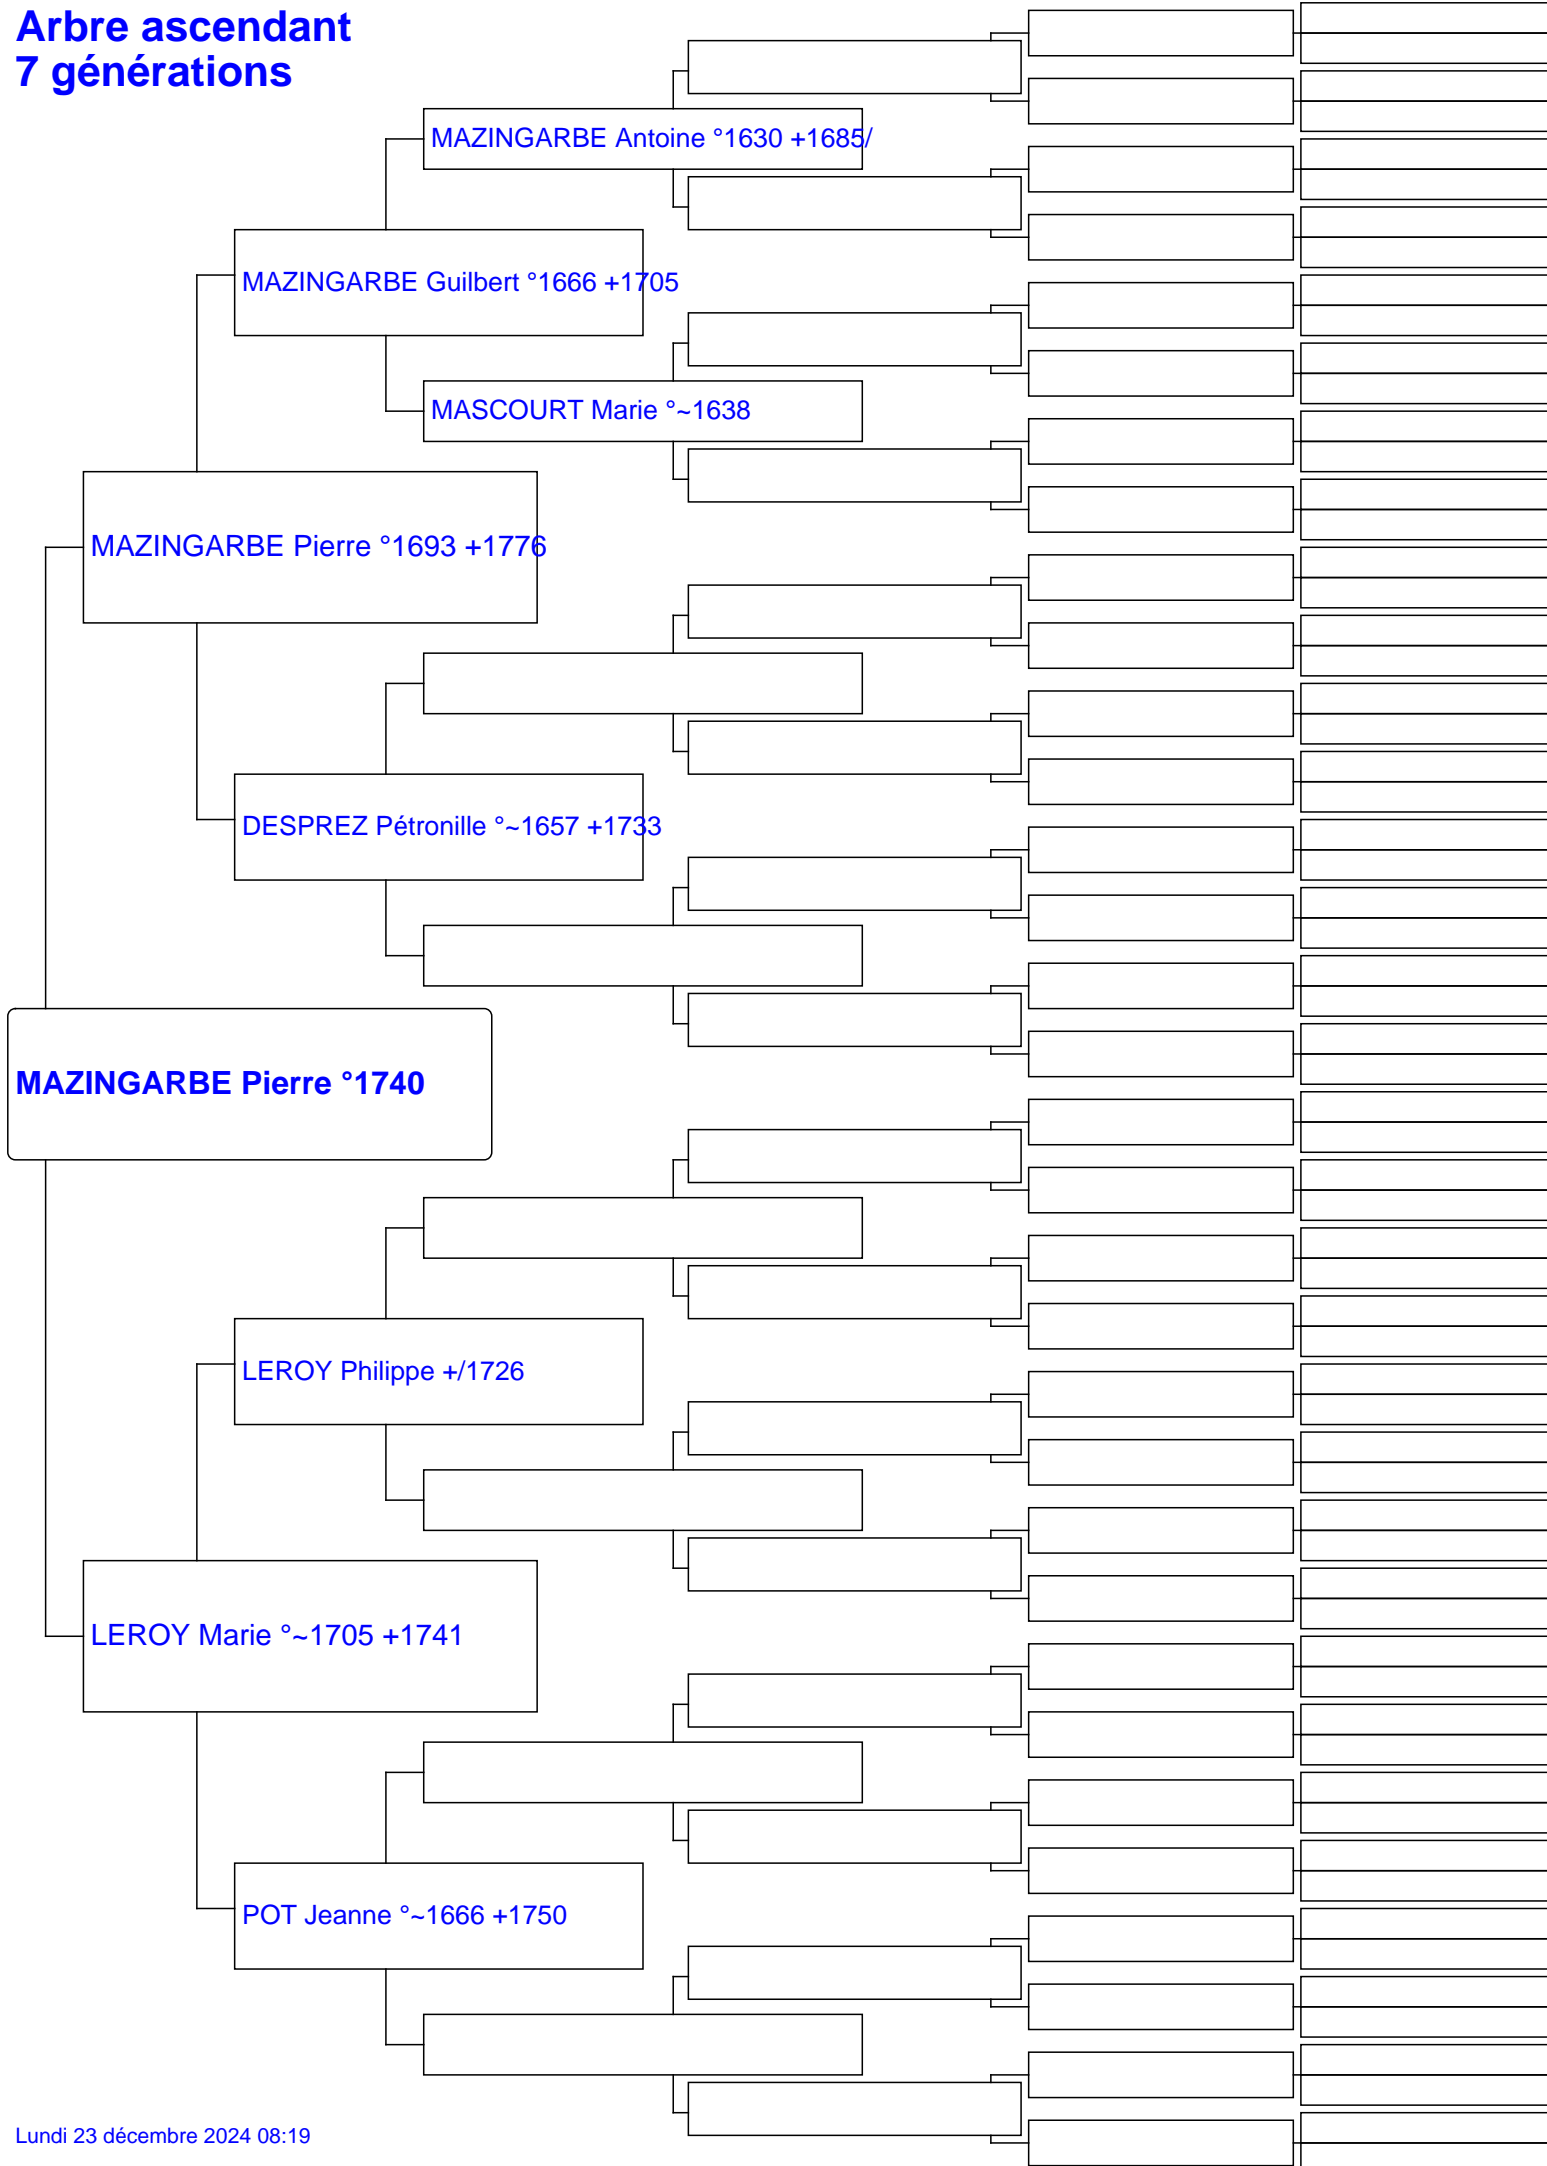 Arbre ascendant
7 générations
MAZINGARBE Antoine °1630 +1685/
MAZINGARBE Guilbert °1666 +1705
MASCOURT Marie °~1638
MAZINGARBE Pierre °1693 +1776
DESPREZ Pétronille °~1657 +1733
MAZINGARBE Pierre °1740
LEROY Philippe +/1726
LEROY Marie °~1705 +1741
POT Jeanne °~1666 +1750
Lundi 23 décembre 2024 08:19